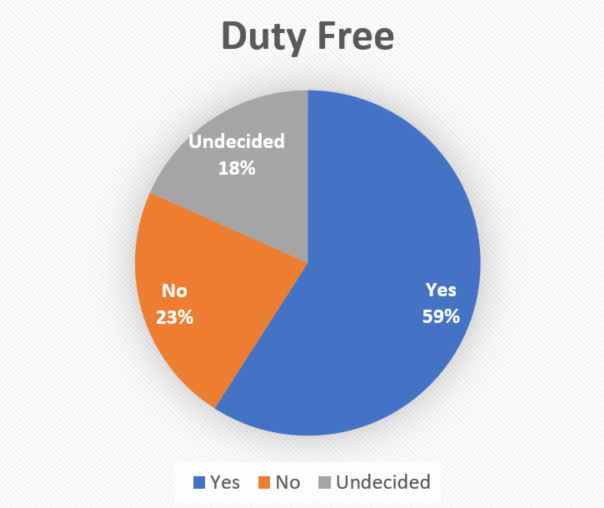 Duty Free
Undecided
18%
No
23%
Yes
59%
Yes No Undecided